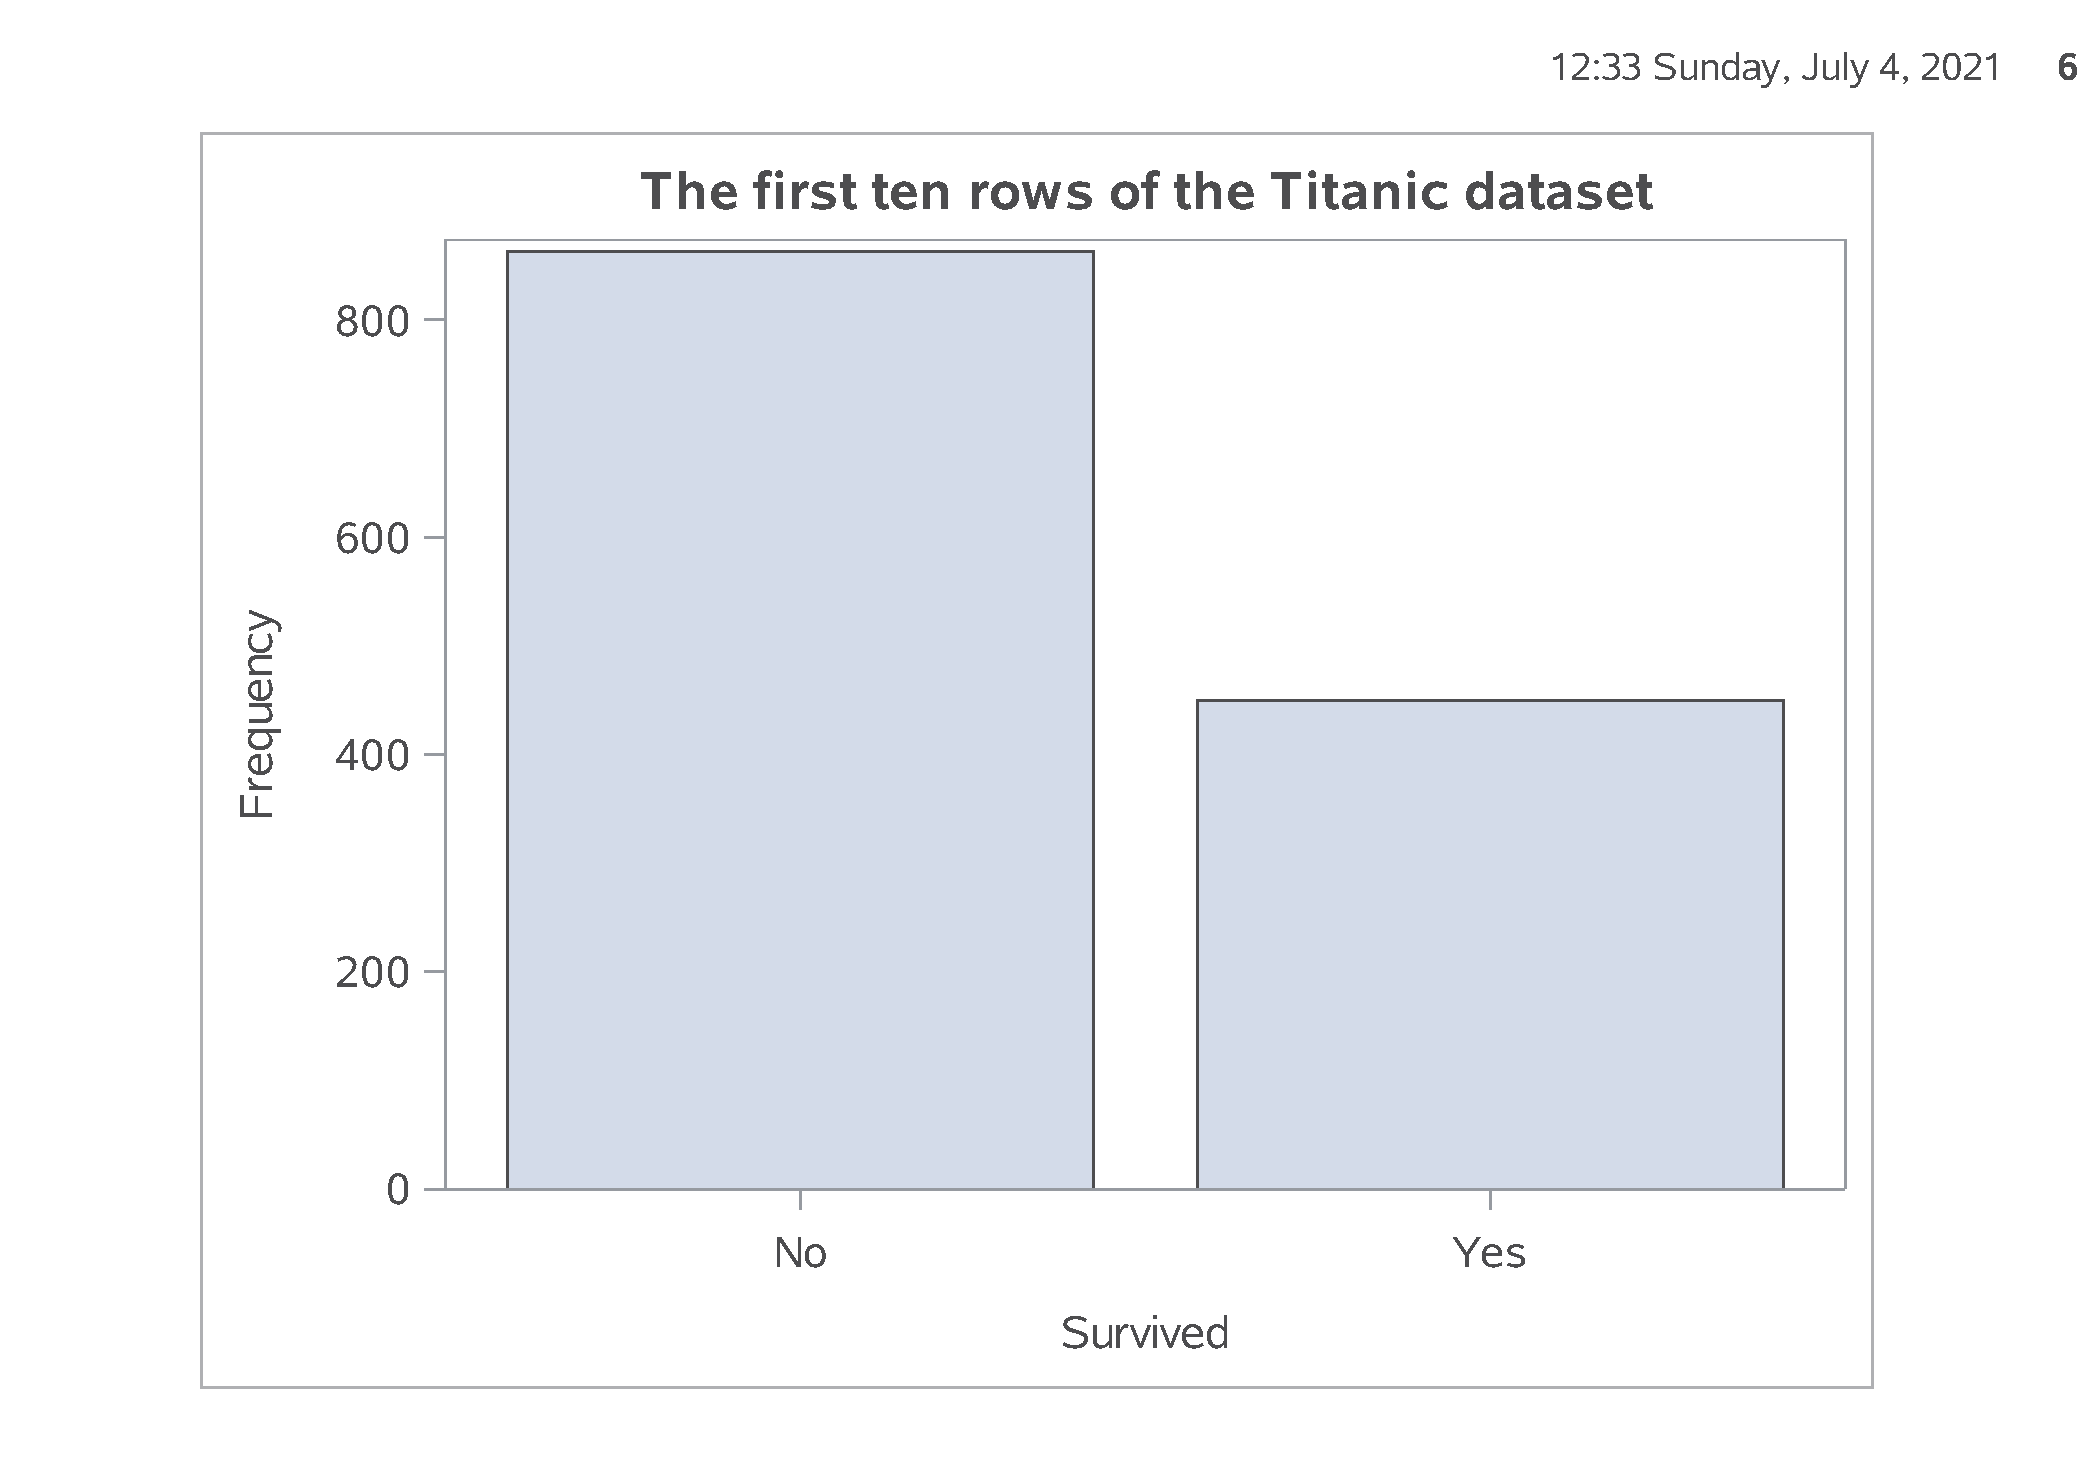 12:33 Sunday, July 4, 2021 6
The first ten rows of the Titanic dataset
800
600
400
200
0
Frequency
No Yes
Survived